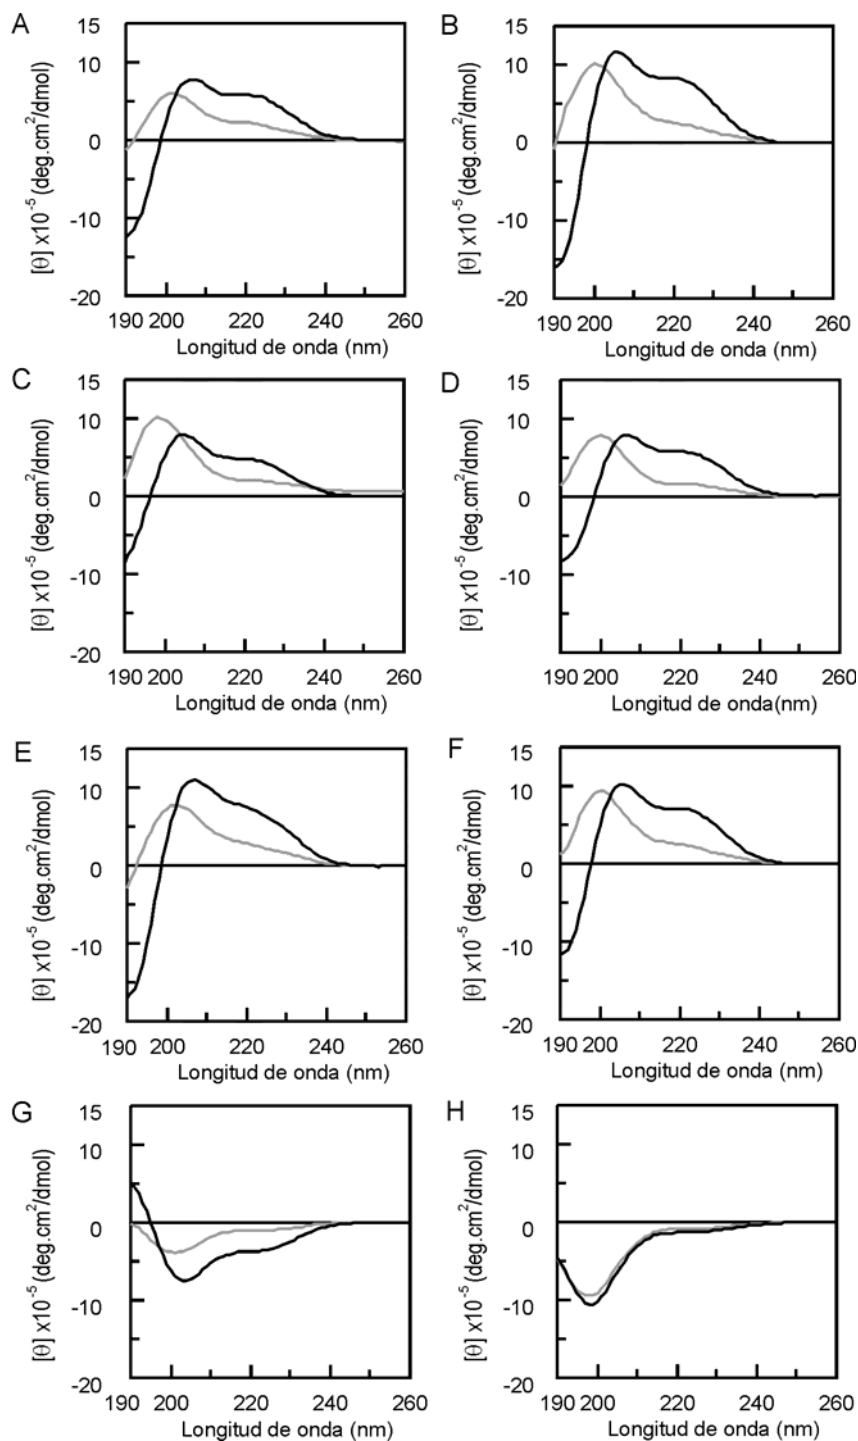 A
15
10
0
-10
-20
[θ] x10⁻⁵ (deg.cm²/dmol)
190 200 220 240 260
Longitud de onda (nm)
B
15
10
0
-10
-20
[θ] x10⁻⁵ (deg.cm²/dmol)
190 200 220 240 260
Longitud de onda (nm)
C
15
10
0
-10
-20
[θ] x10⁻⁵ (deg.cm²/dmol)
190 200 220 240 260
Longitud de onda (nm)
D
15
10
0
-10
-20
[θ] x10⁻⁵ (deg.cm²/dmol)
190 200 220 240 260
Longitud de onda(nm)
E
15
10
0
-10
-20
[θ] x10⁻⁵ (deg.cm²/dmol)
190 200 220 240 260
Longitud de onda (nm)
F
15
10
0
-10
-20
[θ] x10⁻⁵ (deg.cm²/dmol)
190 200 220 240 260
Longitud de onda (nm)
G
15
10
0
-10
-20
[θ] x10⁻⁵ (deg.cm²/dmol)
190 200 220 240 260
Longitud de onda (nm)
H
15
10
0
-10
-20
[θ] x10⁻⁵ (deg.cm²/dmol)
190 200 220 240 260
Longitud de onda (nm)